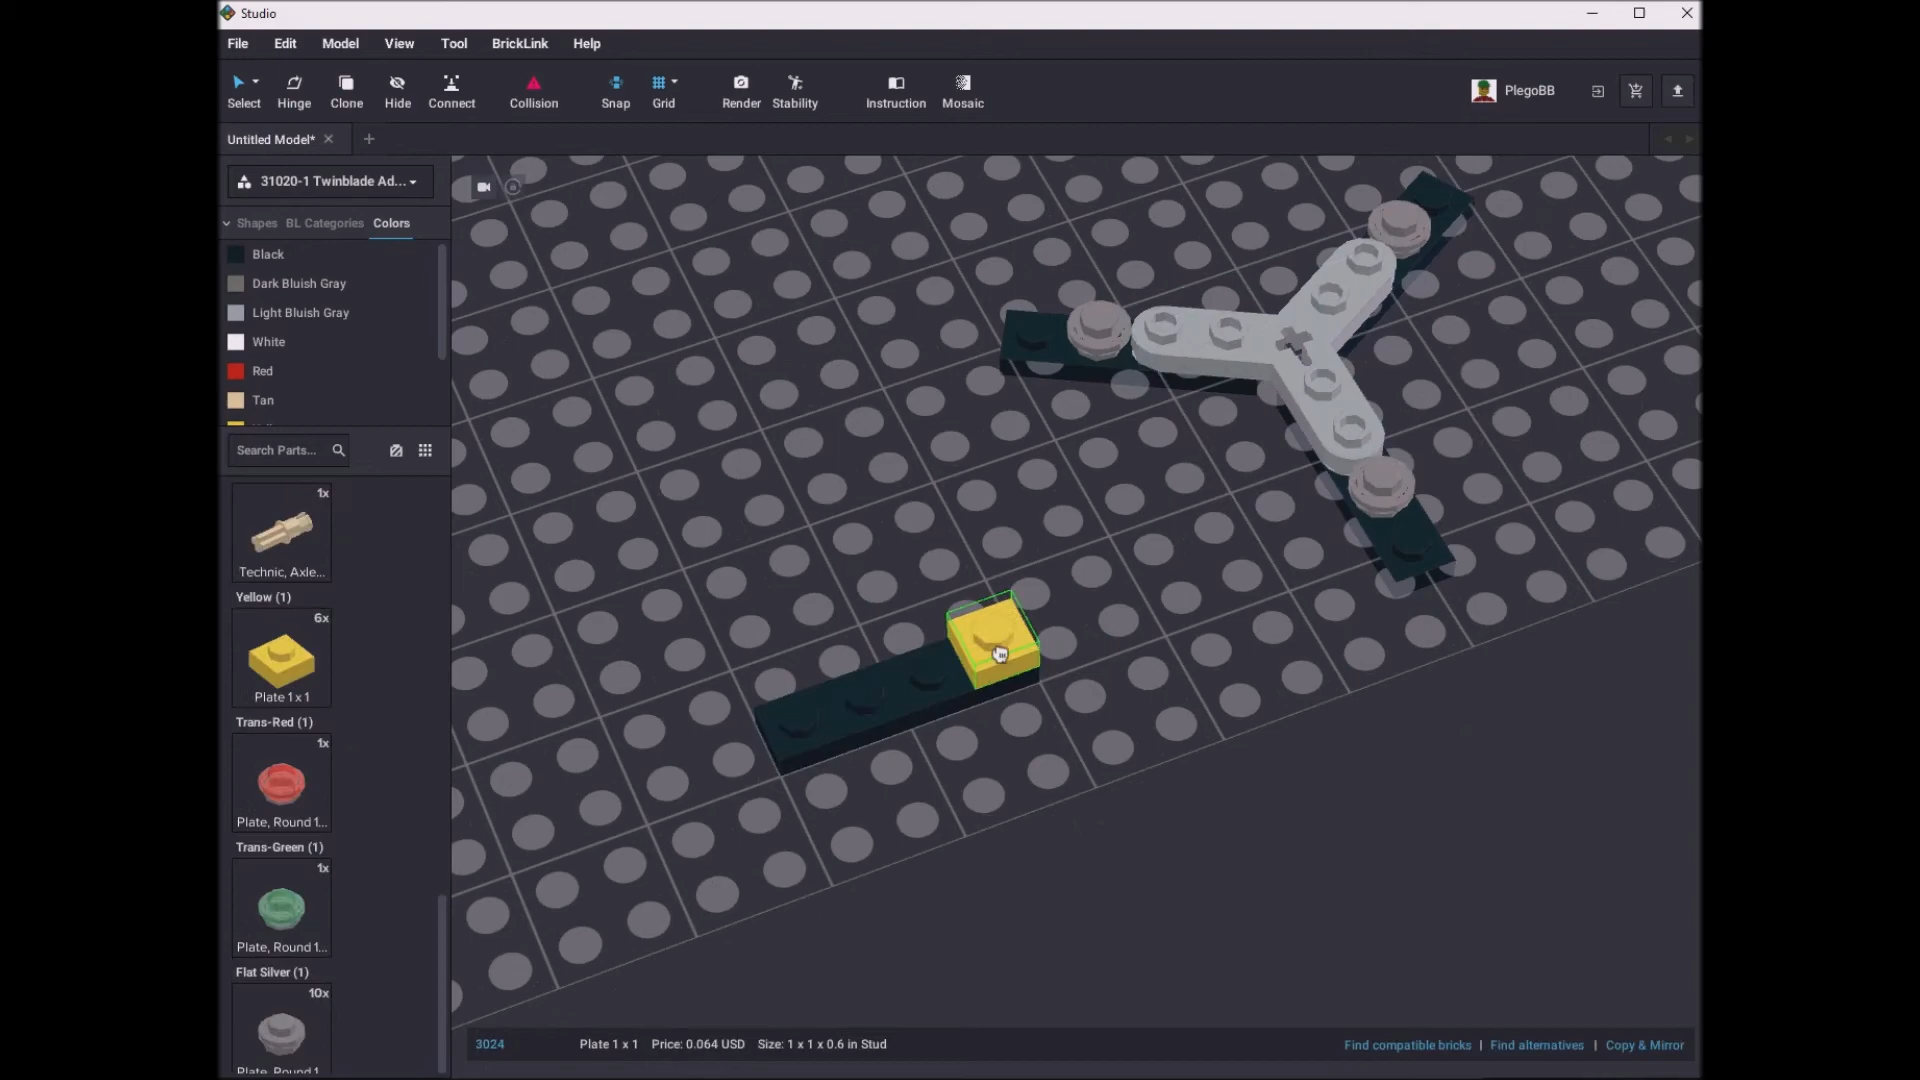 Studio
File Edit Model View Tool BrickLink Help
Select Hinge Clone Hide Connect Collision Snap Grid Render Stability Instruction Mosaic PlegoBB
Untitled Model*
31020-1 Twinblade Ad...
Shapes BL Categories Colors
Black
Dark Bluish Gray
Light Bluish Gray
White
Red
Tan
Search Parts...
1x
Technic, Axle...
Yellow (1)
6x
Plate 1 x 1
Trans-Red (1)
1x
Plate, Round 1...
Trans-Green (1)
1x
Plate, Round 1...
Flat Silver (1)
10x
Plate, Round 1...
3024 Plate 1 x 1 Price: 0.064 USD Size: 1 x 1 x 0.6 in Stud Find compatible bricks | Find alternatives | Copy & Mirror